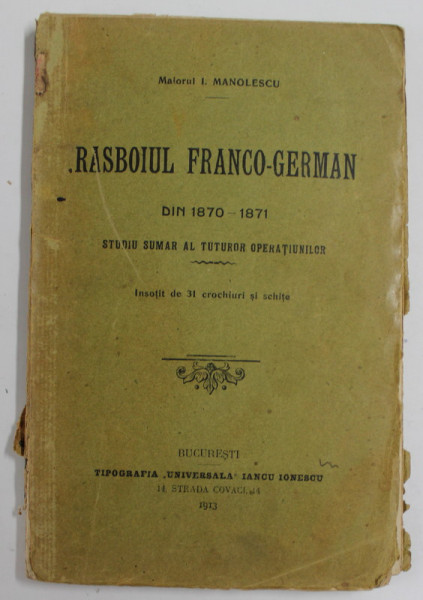 Maiorul I. MANOLESCU
RASBOIUL FRANCO-GERMAN
DIN 1870-1871
STUDIU SUMAR AL TUTUROR OPERAȚIUNILOR
Insoțit de 31 crochiuri și schițe
BUCUREȘTI
TIPOGRAFIA „UNIVERSALA" IANCU IONESCU
14, STRADA COVACI, 14
1913